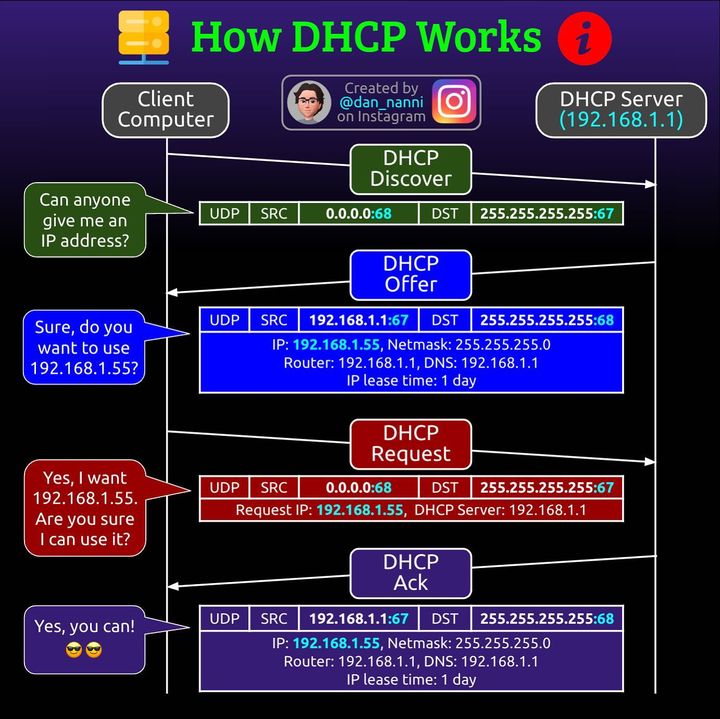 How DHCP Works
i
Client
Computer
Created by
@dan_nanni
on Instagram
DHCP Server
(192.168.1.1)
DHCP
Discover
Can anyone
give me an
IP address?
UDP SRC 0.0.0.0:68 DST 255.255.255.255:67
DHCP
Offer
Sure, do you
want to use
192.168.1.55?
UDP SRC 192.168.1.1:67 DST 255.255.255.255:68
IP: 192.168.1.55, Netmask: 255.255.255.0
Router: 192.168.1.1, DNS: 192.168.1.1
IP lease time: 1 day
DHCP
Request
Yes, I want
192.168.1.55.
Are you sure
I can use it?
UDP SRC 0.0.0.0:68 DST 255.255.255.255:67
Request IP: 192.168.1.55, DHCP Server: 192.168.1.1
DHCP
Ack
Yes, you can!
😎😎
UDP SRC 192.168.1.1:67 DST 255.255.255.255:68
IP: 192.168.1.55, Netmask: 255.255.255.0
Router: 192.168.1.1, DNS: 192.168.1.1
IP lease time: 1 day